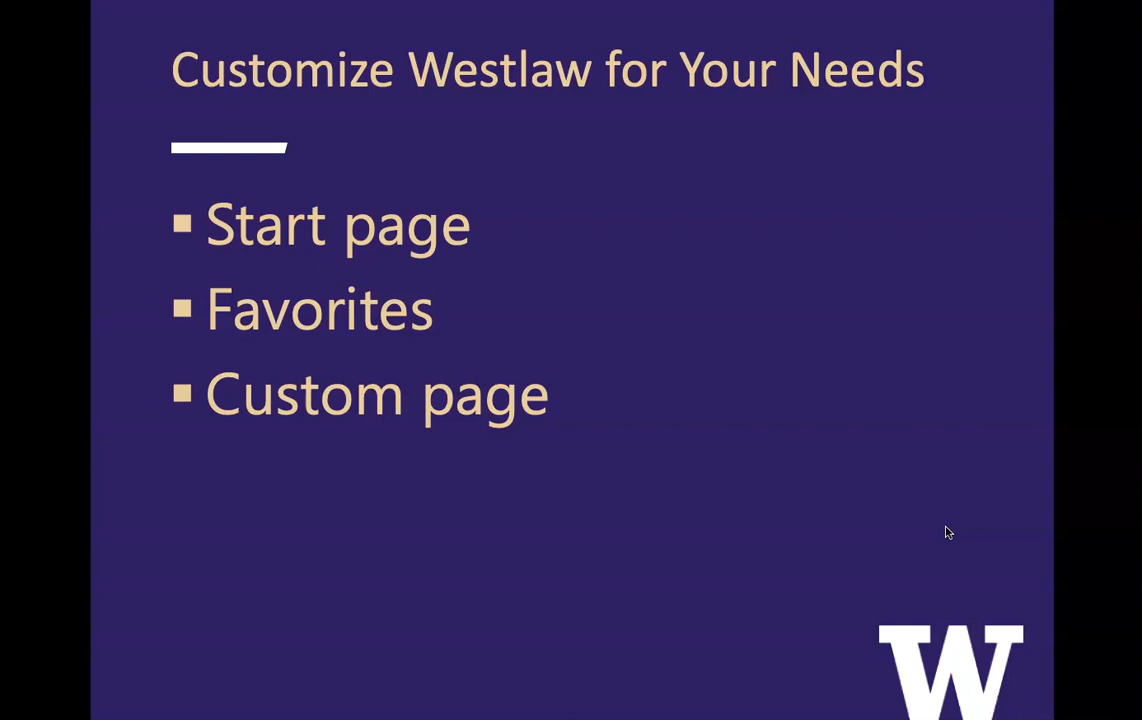 Customize Westlaw for Your Needs
Start page
Favorites
Custom page
W